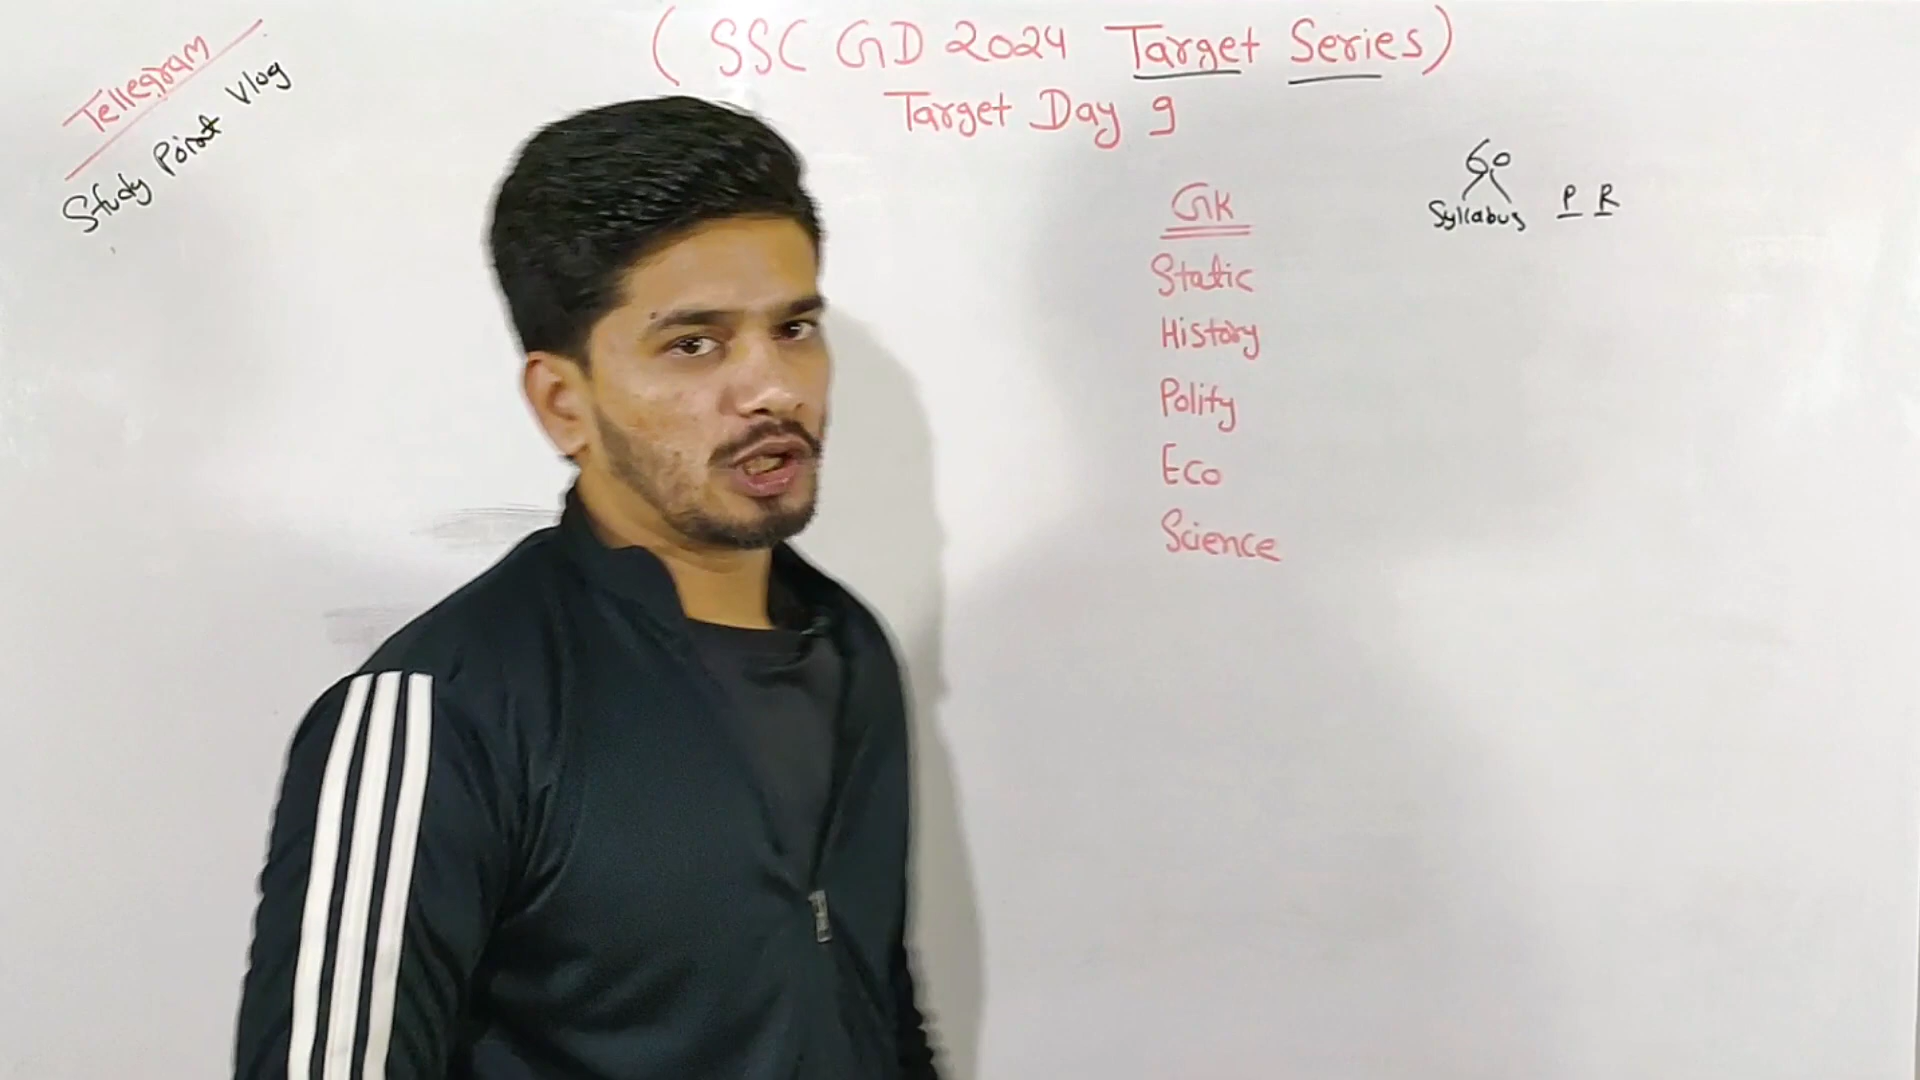 Tellegram
Study Point Vlog
( SSC GD 2024 Target Series )
Target Day 9
GK
Static
History
Polity
Eco
Science
60
Syllabus P R